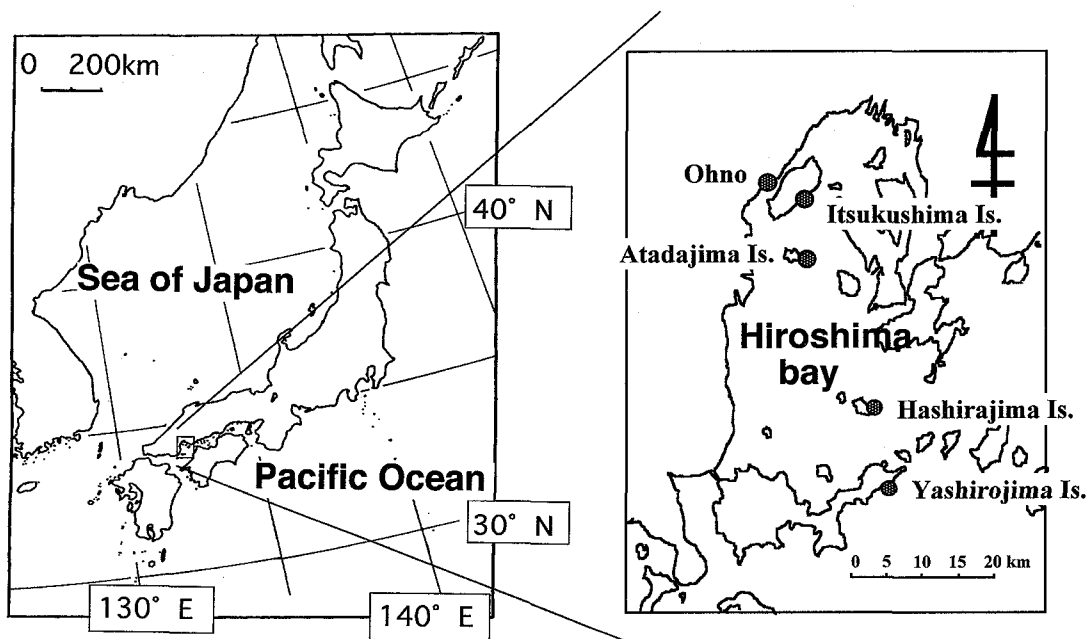 0 200km
40° N
Sea of Japan
Pacific Ocean
30° N
130° E
140° E
Ohno
Itsukushima Is.
Atadajima Is.
Hiroshima
bay
Hashirajima Is.
Yashirojima Is.
0 5 10 15 20 km